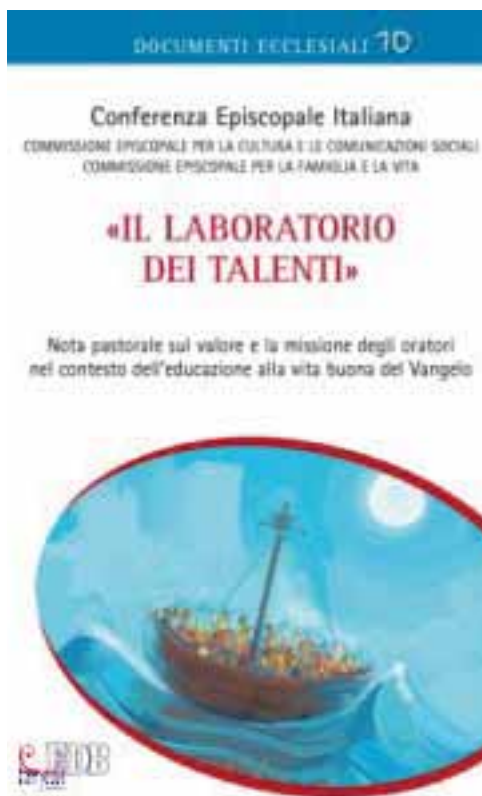 DOCUMENTI ECCLESIALI 10
Conferenza Episcopale Italiana
COMMISSIONE EPISCOPALE PER LA CULTURA E LE COMUNICAZIONI SOCIALI
COMMISSIONE EPISCOPALE PER LA FAMIGLIA E LA VITA
«IL LABORATORIO
DEI TALENTI»
Nota pastorale sul valore e la missione degli oratori
nel contesto dell'educazione alla vita buona del Vangelo
EDB